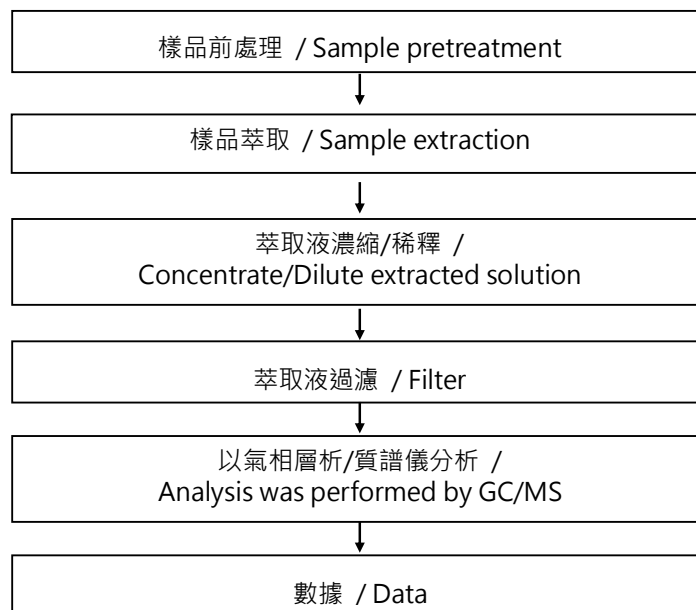 樣品前處理 / Sample pretreatment
樣品萃取 / Sample extraction
萃取液濃縮/稀釋 /
Concentrate/Dilute extracted solution
萃取液過濾 / Filter
以氣相層析/質譜儀分析 /
Analysis was performed by GC/MS
數據 / Data